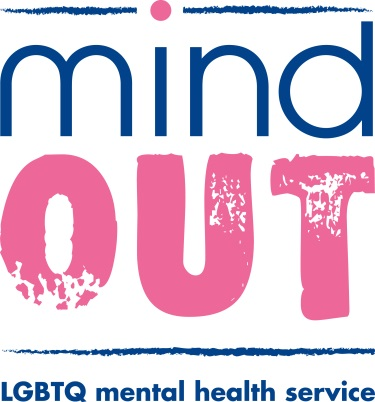 mind
OUT
LGBTQ mental health service